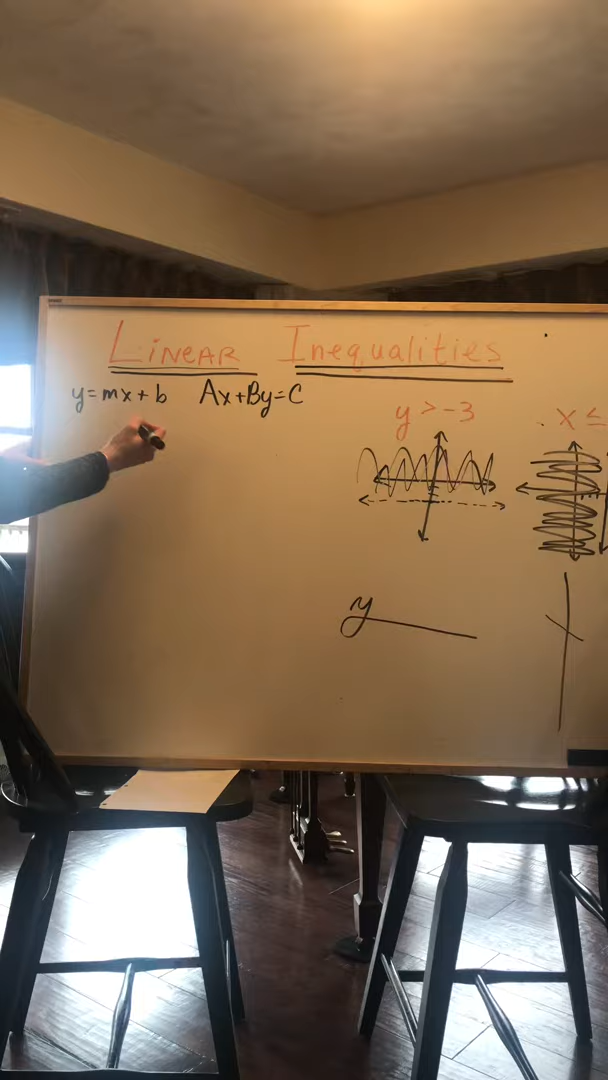 Linear Inequalities
y=mx+b Ax+By=C
y>-3 x≤
y